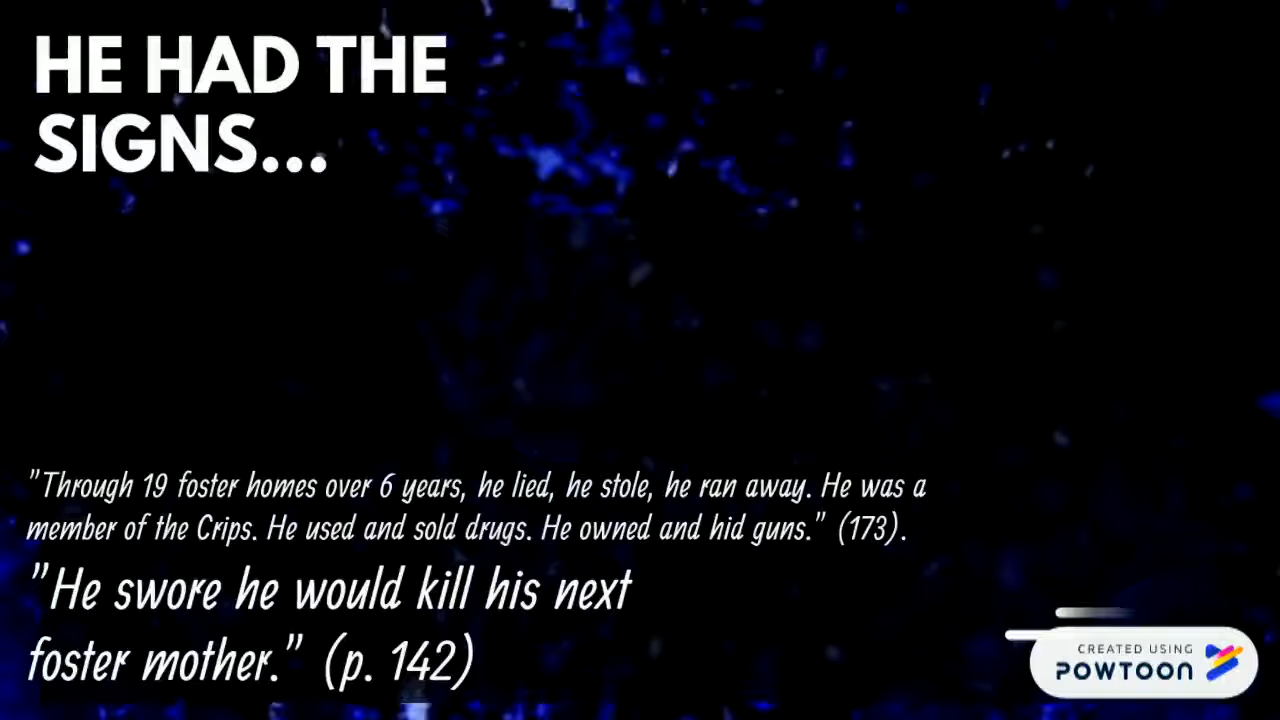 HE HAD THE
SIGNS...
"Through 19 foster homes over 6 years, he lied, he stole, he ran away. He was a
member of the Crips. He used and sold drugs. He owned and hid guns." (173).
"He swore he would kill his next
foster mother." (p. 142)
CREATED USING
POWTOON